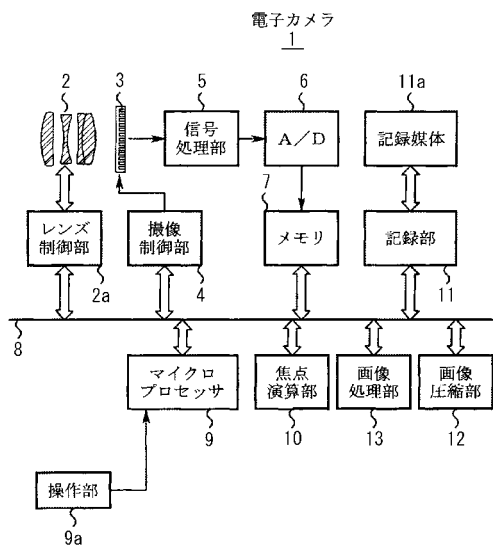 電子カメラ
1
2
3
5
6
11a
信号
処理部
A/D
記録媒体
7
レンズ
制御部
撮像
制御部
メモリ
記録部
2a
4
11
8
マイクロ
プロセッサ
焦点
演算部
画像
処理部
画像
圧縮部
9
10
13
12
操作部
9a